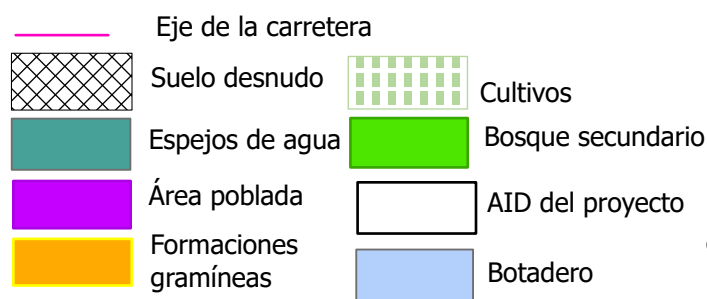 Eje de la carretera
Suelo desnudo
Cultivos
Espejos de agua
Bosque secundario
Área poblada
AID del proyecto
Formaciones
gramíneas
Botadero